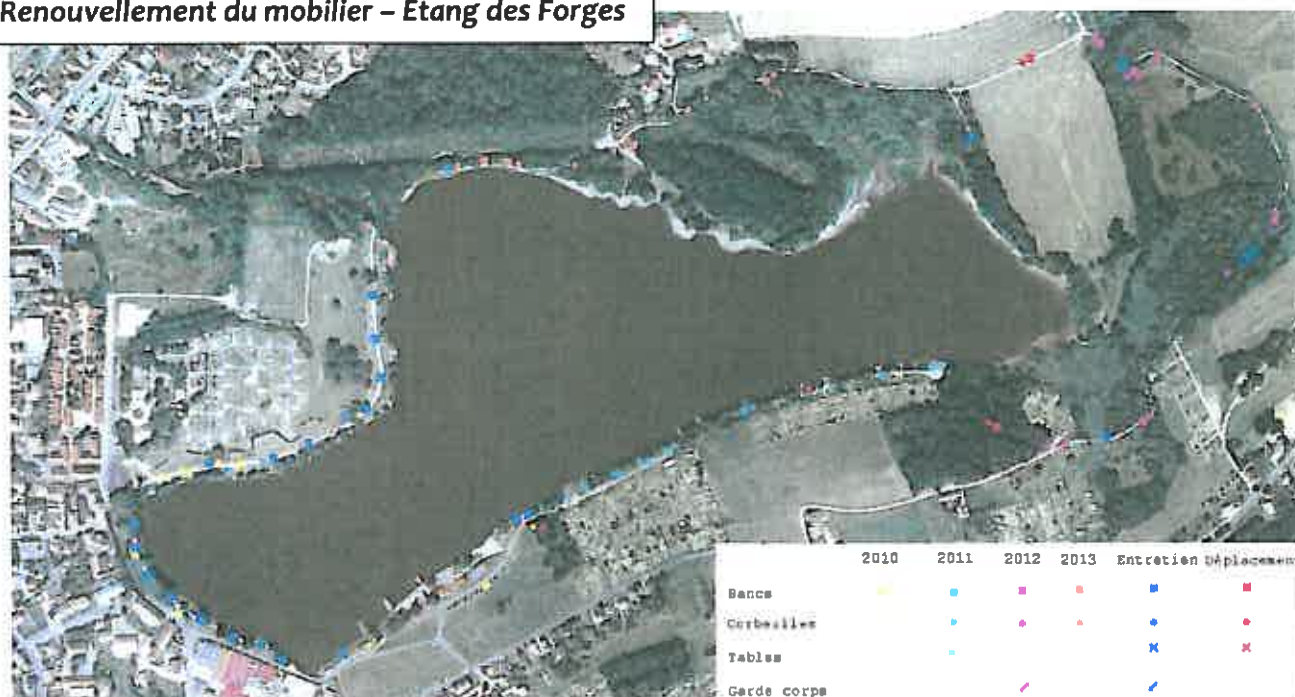 Renouvellement du mobilier – Etang des Forges
2010 2011 2012 2013 Entretien Déplacement
Bancs
Corbeilles
Tables
Garde corps